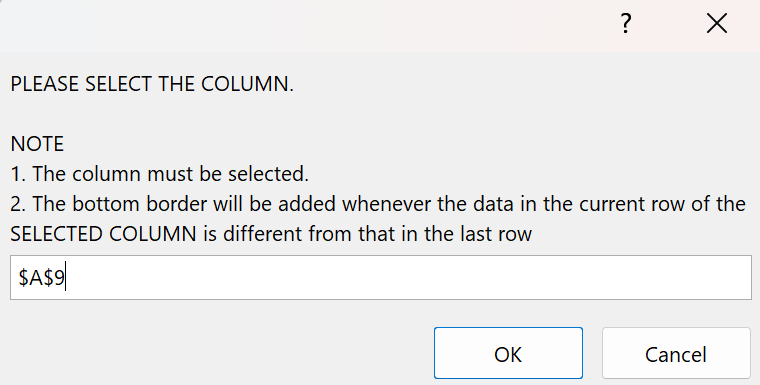 ?
PLEASE SELECT THE COLUMN.
NOTE
1. The column must be selected.
2. The bottom border will be added whenever the data in the current row of the
SELECTED COLUMN is different from that in the last row
$A$9
OK Cancel